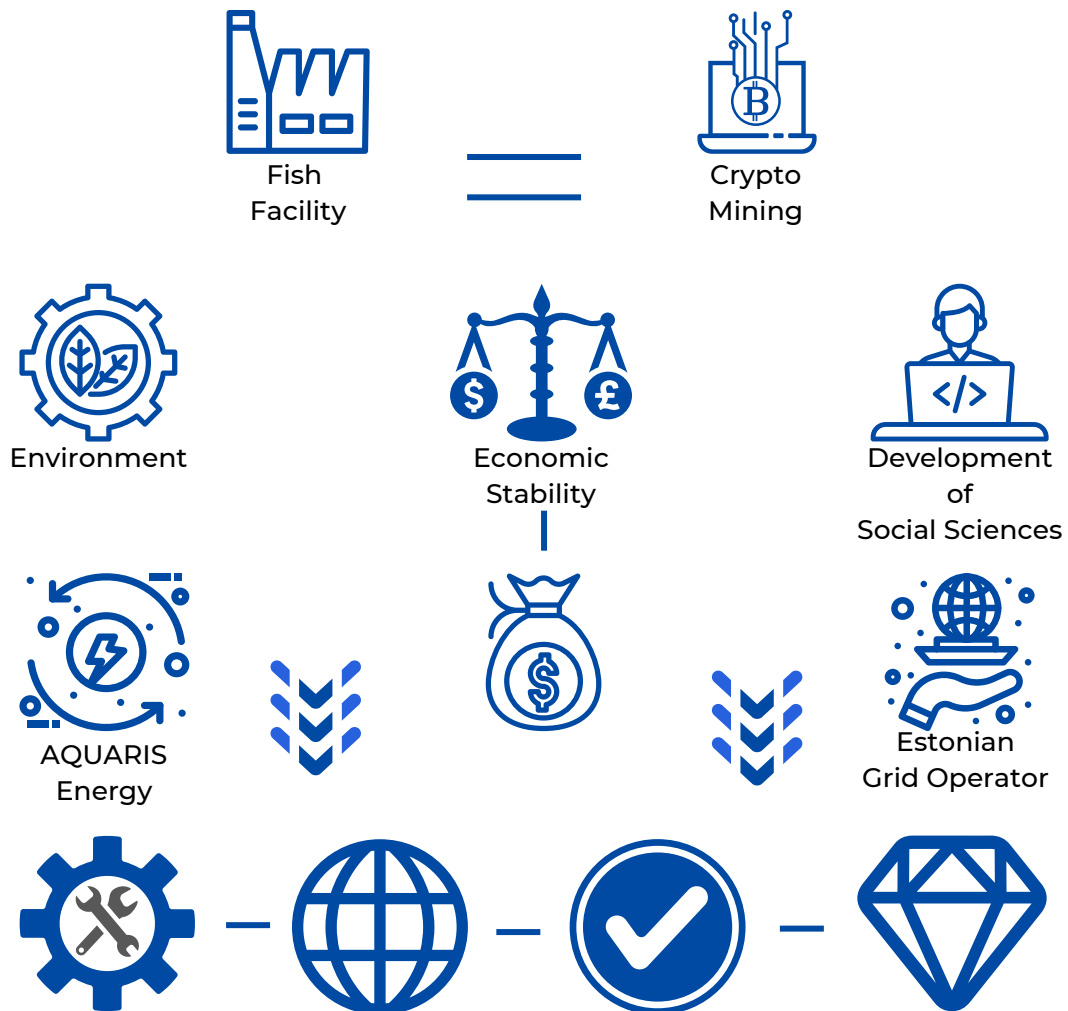 Fish
Facility
Crypto
Mining
Environment
Economic
Stability
Development
of
Social Sciences
AQUARIS
Energy
Estonian
Grid Operator